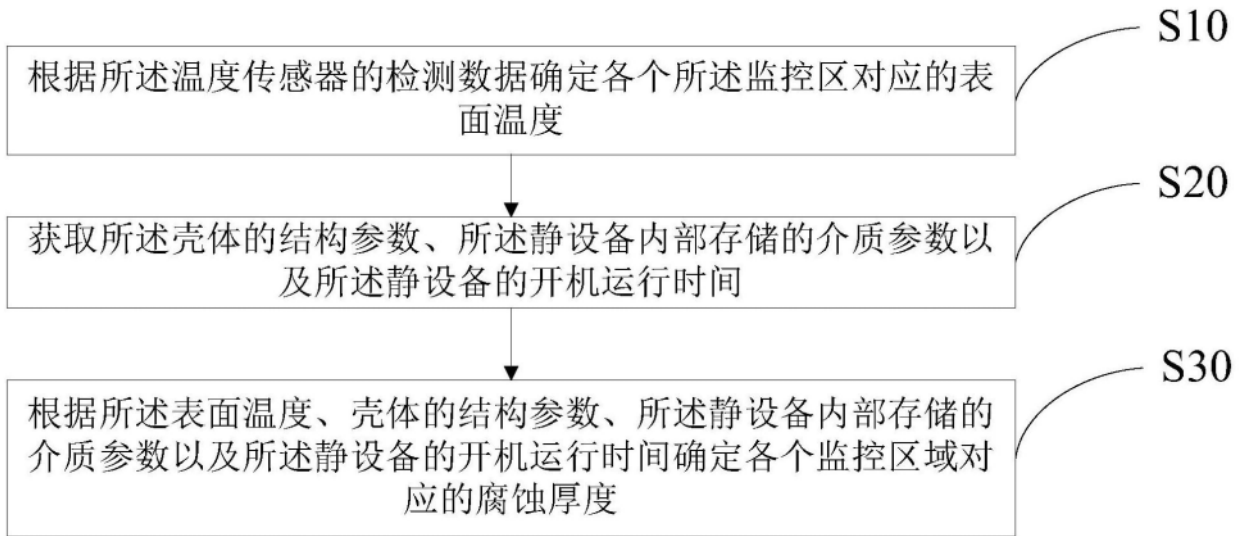 S10
根据所述温度传感器的检测数据确定各个所述监控区对应的表
面温度
S20
获取所述壳体的结构参数、所述静设备内部存储的介质参数以
及所述静设备的开机运行时间
S30
根据所述表面温度、壳体的结构参数、所述静设备内部存储的
介质参数以及所述静设备的开机运行时间确定各个监控区域对
应的腐蚀厚度